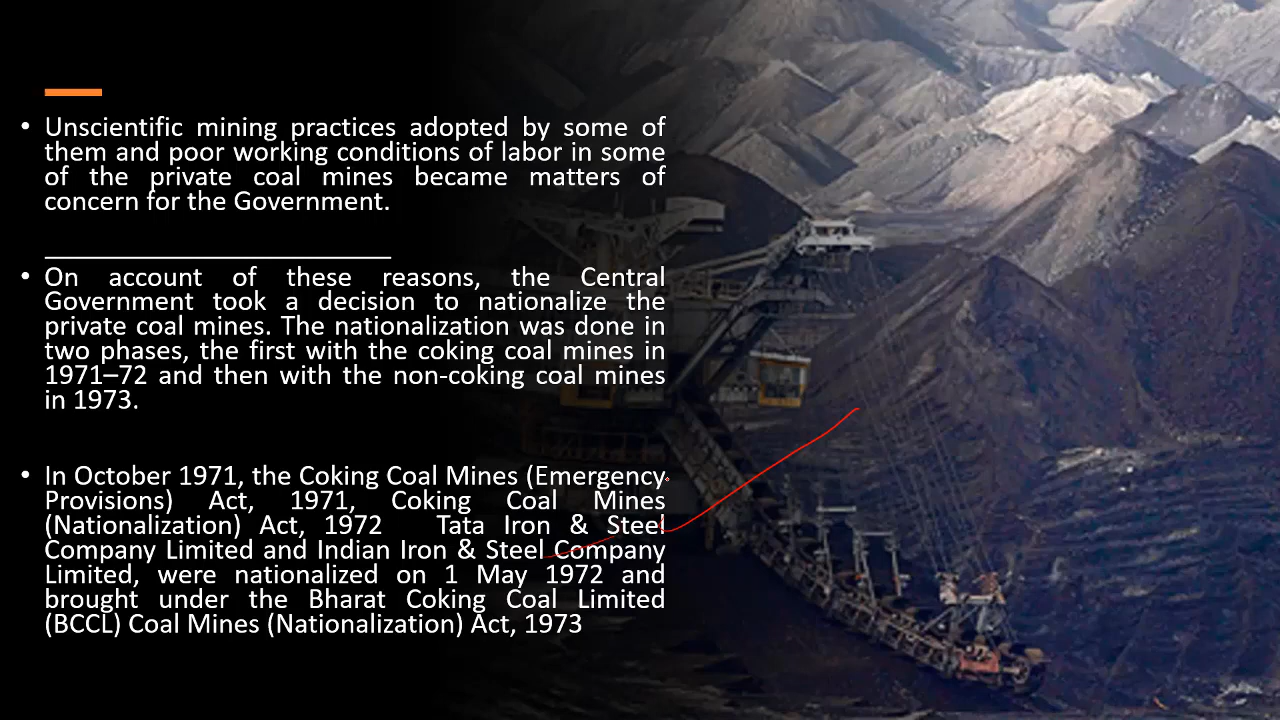 • Unscientific mining practices adopted by some of
them and poor working conditions of labor in some
of the private coal mines became matters of
concern for the Government.
• On account of these reasons, the Central
Government took a decision to nationalize the
private coal mines. The nationalization was done in
two phases, the first with the coking coal mines in
1971–72 and then with the non-coking coal mines
in 1973.
• In October 1971, the Coking Coal Mines (Emergency
Provisions) Act, 1971, Coking Coal Mines
(Nationalization) Act, 1972 Tata Iron & Steel
Company Limited and Indian Iron & Steel Company
Limited, were nationalized on 1 May 1972 and
brought under the Bharat Coking Coal Limited
(BCCL) Coal Mines (Nationalization) Act, 1973